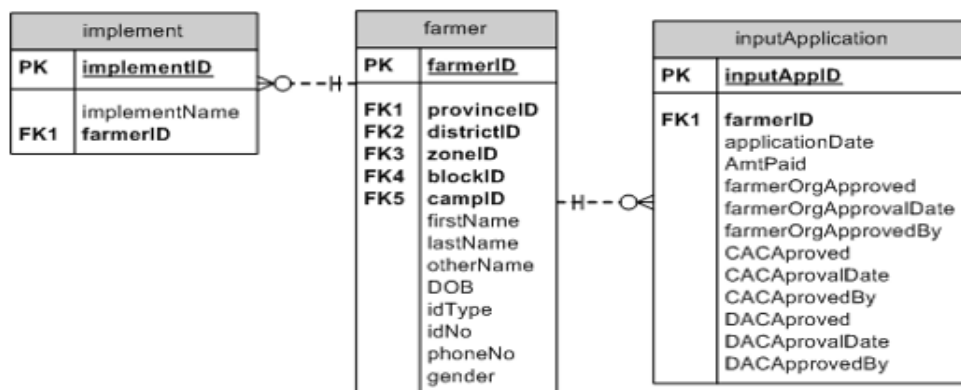 implement
PK implementID
implementName
FK1 farmerID
farmer
PK farmerID
FK1 provinceID
FK2 districtID
FK3 zoneID
FK4 blockID
FK5 campID
firstName
lastName
otherName
DOB
idType
idNo
phoneNo
gender
inputApplication
PK inputAppID
FK1 farmerID
applicationDate
AmtPaid
farmerOrgApproved
farmerOrgApprovalDate
farmerOrgApprovedBy
CACAproved
CACAprovalDate
CACAprovedBy
DACAproved
DACAprovalDate
DACApprovedBy